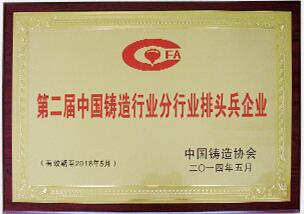 FA
第二届中国铸造行业分行业排头兵企业
（有效期至2018年5月）
中国铸造协会
二〇一四年五月